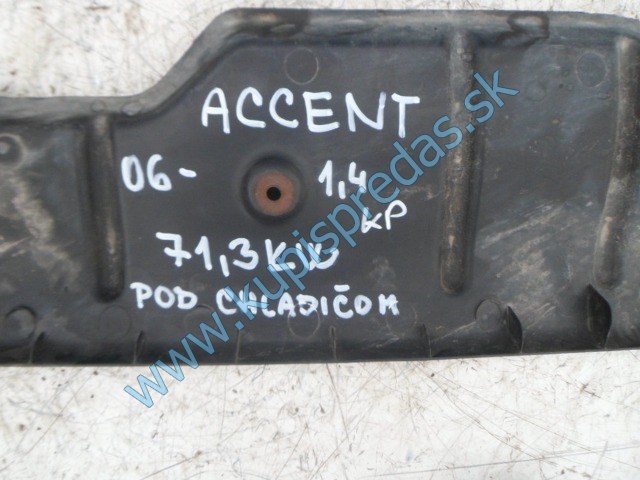 ACCENT
06- 1,4
KP
71,3KW
POD CHLADIČOM
www.kupispredas.sk